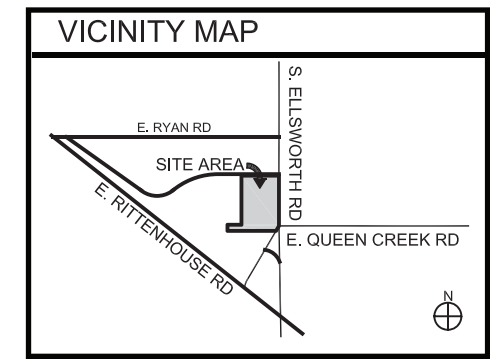 VICINITY MAP
S. ELLSWORTH RD
E. RYAN RD
SITE AREA
E. RITTENHOUSE RD
E. QUEEN CREEK RD
N